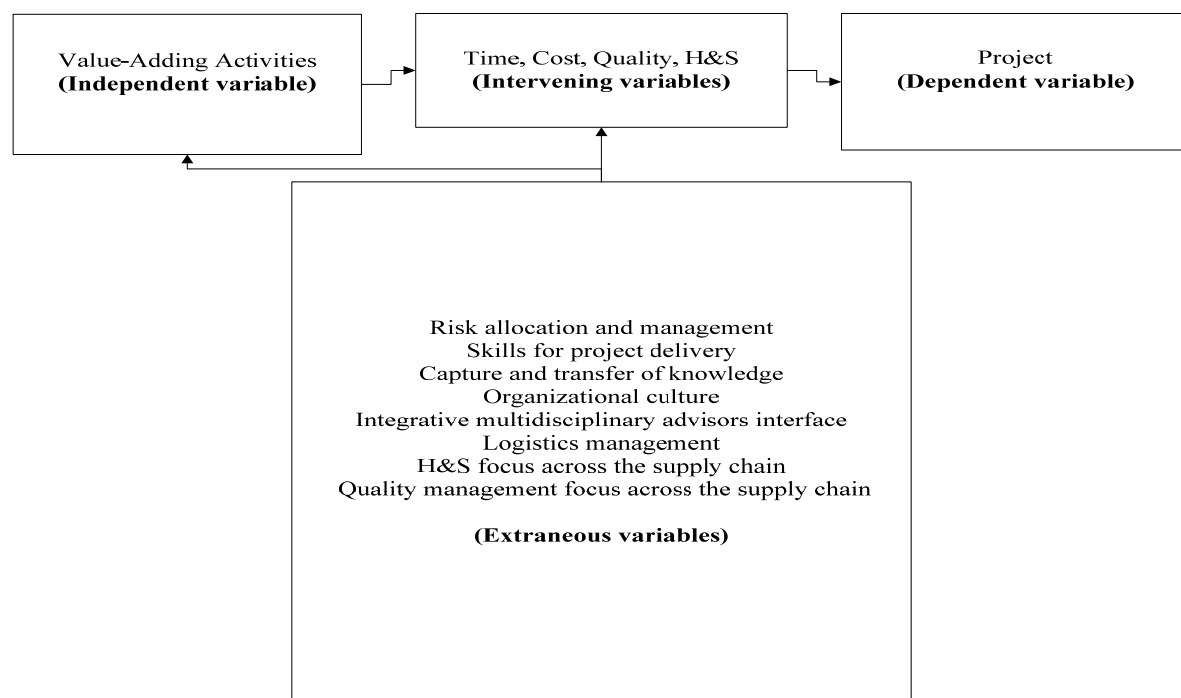 Value-Adding Activities
(Independent variable)
Time, Cost, Quality, H&S
(Intervening variables)
Project
(Dependent variable)
Risk allocation and management
Skills for project delivery
Capture and transfer of knowledge
Organizational culture
Integrative multidisciplinary advisors interface
Logistics management
H&S focus across the supply chain
Quality management focus across the supply chain
(Extraneous variables)